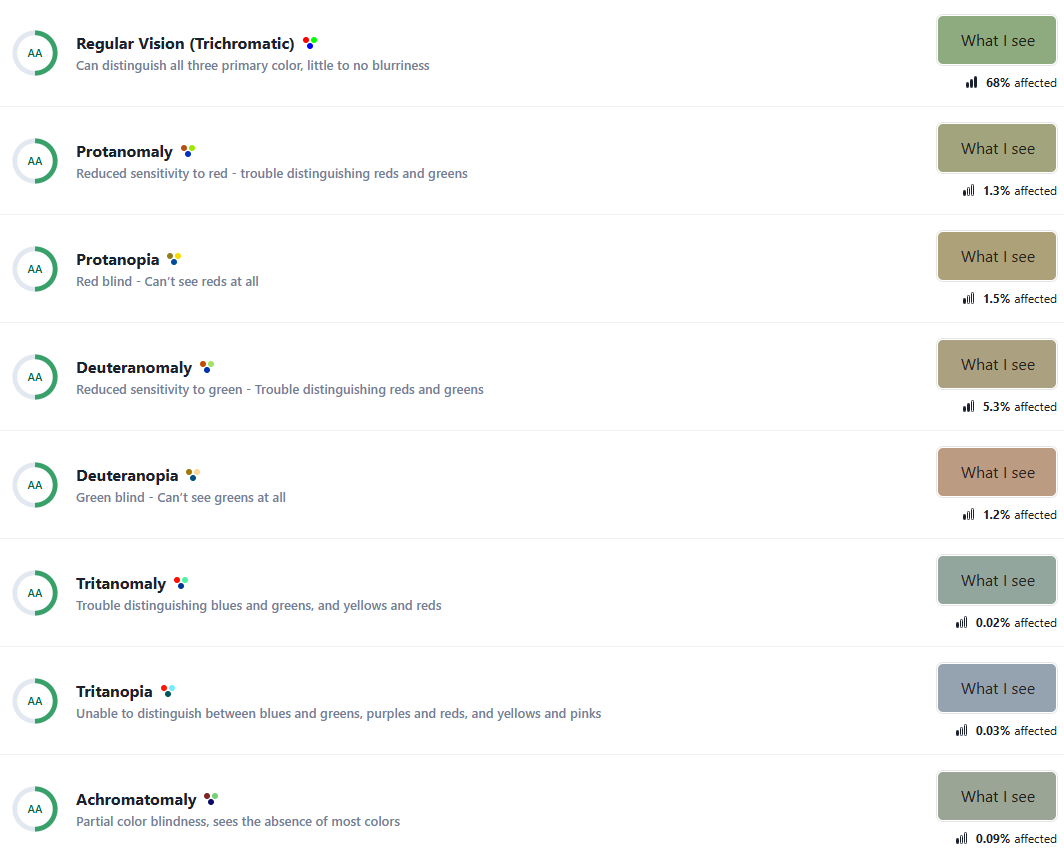 AA
Regular Vision (Trichromatic)
Can distinguish all three primary color, little to no blurriness
What I see
68% affected
AA
Protanomaly
Reduced sensitivity to red - trouble distinguishing reds and greens
What I see
1.3% affected
AA
Protanopia
Red blind - Can’t see reds at all
What I see
1.5% affected
AA
Deuteranomaly
Reduced sensitivity to green - Trouble distinguishing reds and greens
What I see
5.3% affected
AA
Deuteranopia
Green blind - Can’t see greens at all
What I see
1.2% affected
AA
Tritanomaly
Trouble distinguishing blues and greens, and yellows and reds
What I see
0.02% affected
AA
Tritanopia
Unable to distinguish between blues and greens, purples and reds, and yellows and pinks
What I see
0.03% affected
AA
Achromatomaly
Partial color blindness, sees the absence of most colors
What I see
0.09% affected